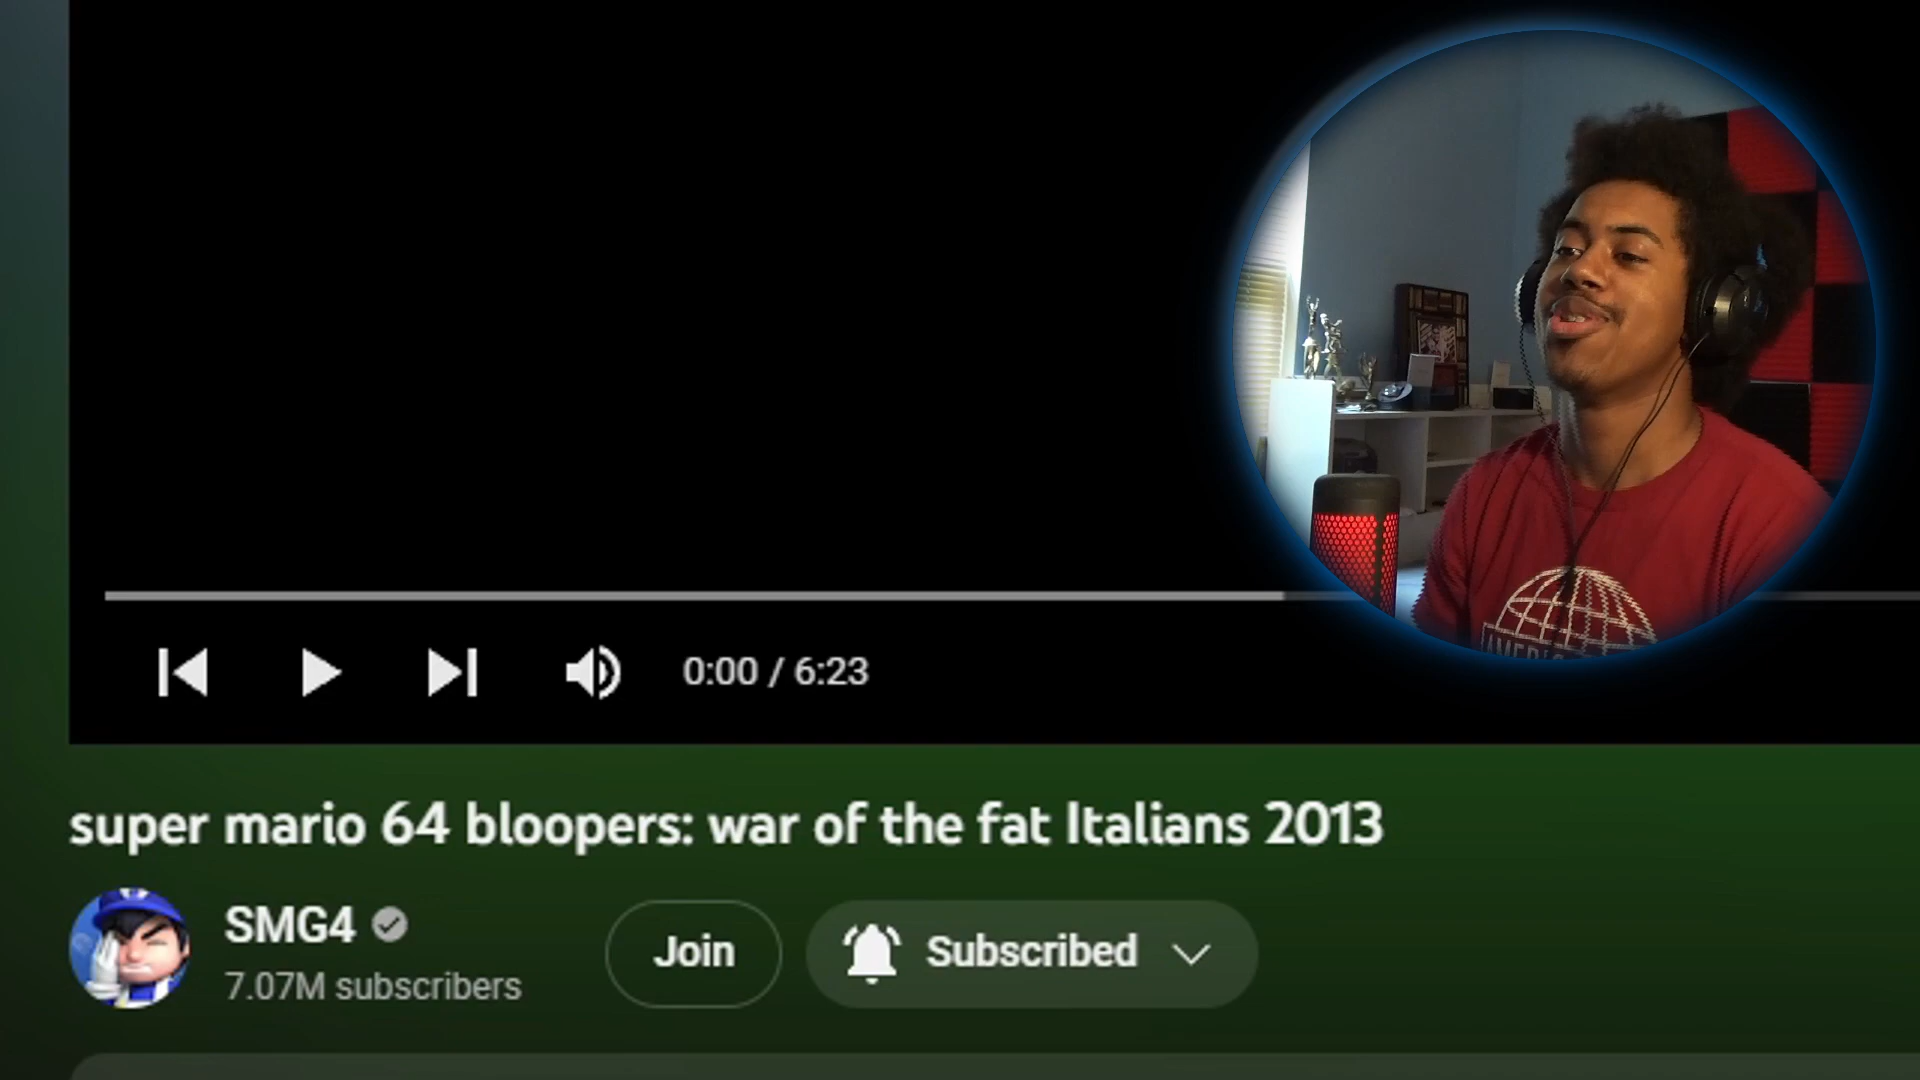 AMERIC
0:00 / 6:23
super mario 64 bloopers: war of the fat Italians 2013
SMG4
7.07M subscribers
Join
Subscribed